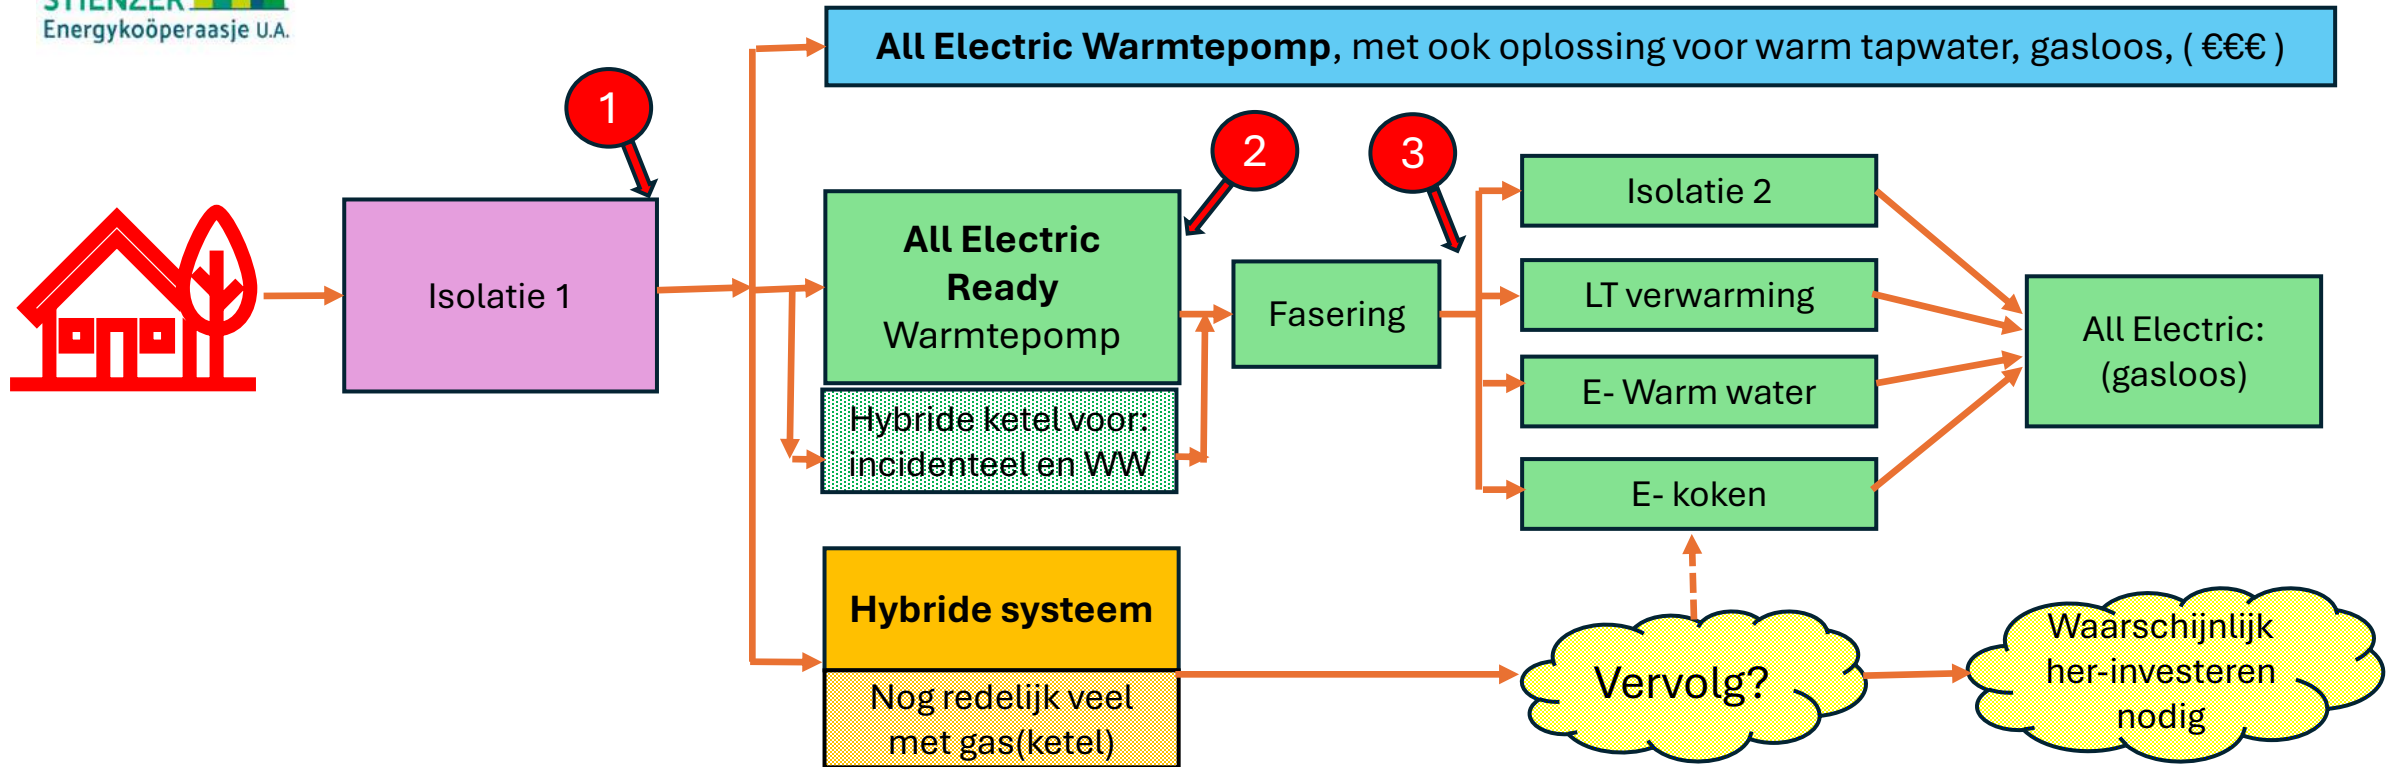 STIENZER
Energykoöperaasje U.A.
All Electric Warmtepomp, met ook oplossing voor warm tapwater, gasloos, ( €€€ )
1
2
3
Isolatie 1
All Electric
Ready
Warmtepomp
Hybride ketel voor:
incidenteel en WW
Fasering
Isolatie 2
LT verwarming
E- Warm water
E- koken
All Electric:
(gasloos)
Hybride systeem
Nog redelijk veel
met gas(ketel)
Vervolg?
Waarschijnlijk
her-investeren
nodig